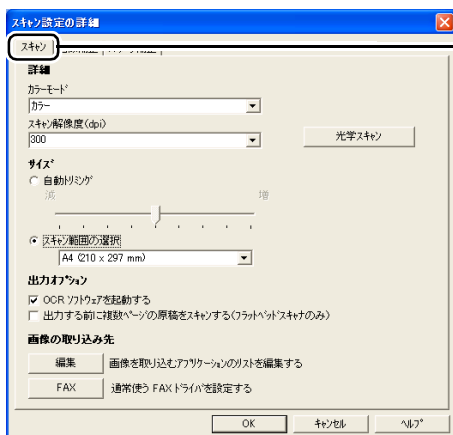 スキャン設定の詳細
スキャン
詳細
カラーモード
カラー
スキャン解像度(dpi)
300
光学スキャン
サイズ
自動トリミング
減
増
スキャン範囲の選択
A4 (210 x 297 mm)
出力オプション
OCR ソフトウェアを起動する
出力する前に複数ページの原稿をスキャンする(フラットベッドスキャナのみ)
画像の取り込み先
編集
画像を取り込むアプリケーションのリストを編集する
FAX
通常使う FAX ドライバを設定する
OK
キャンセル
ヘルプ